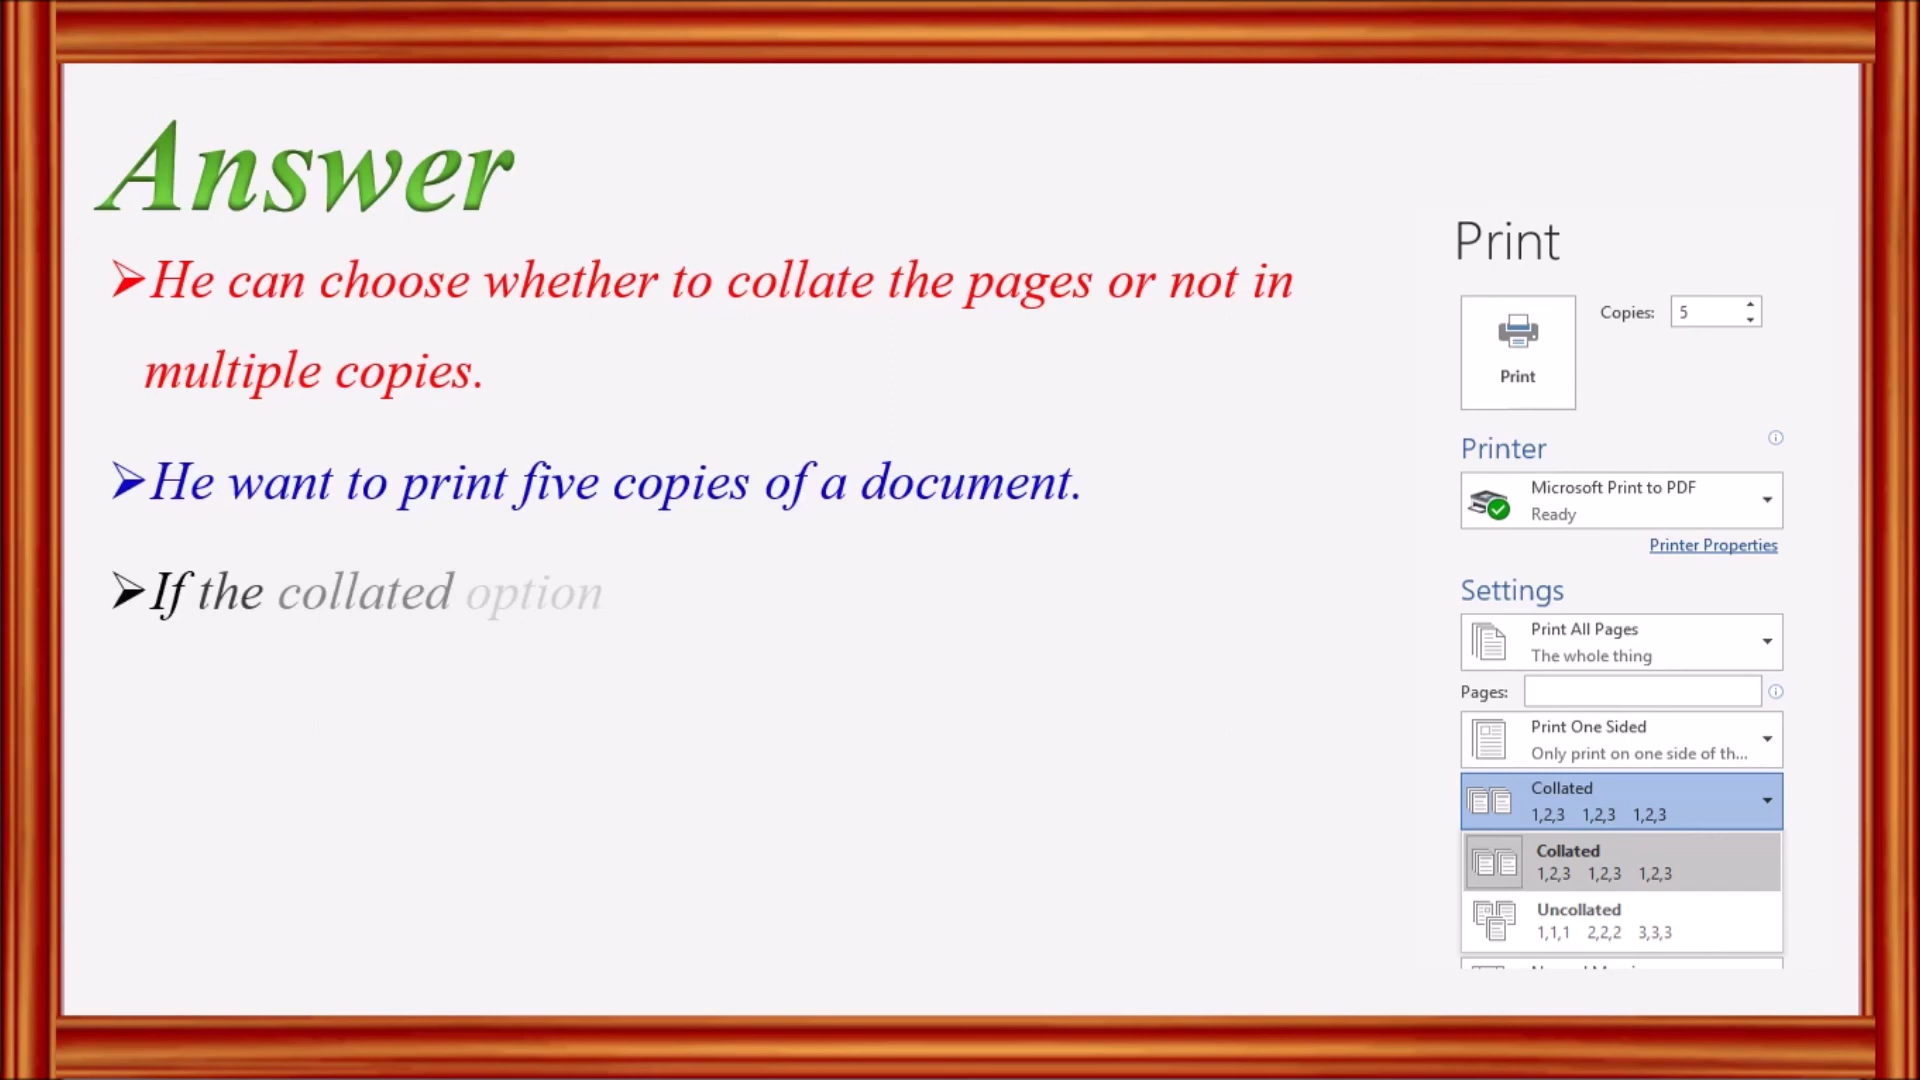 Answer
➢He can choose whether to collate the pages or not in
multiple copies.
➢He want to print five copies of a document.
➢If the collated option
Print
Copies: 5
Print
Printer
Microsoft Print to PDF
Ready
Printer Properties
Settings
Print All Pages
The whole thing
Pages:
Print One Sided
Only print on one side of th...
Collated
1,2,3 1,2,3 1,2,3
Collated
1,2,3 1,2,3 1,2,3
Uncollated
1,1,1 2,2,2 3,3,3